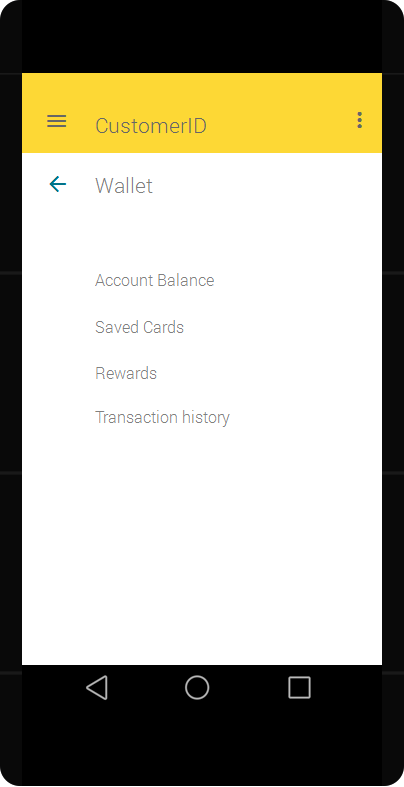 CustomerID
Wallet
Account Balance
Saved Cards
Rewards
Transaction history